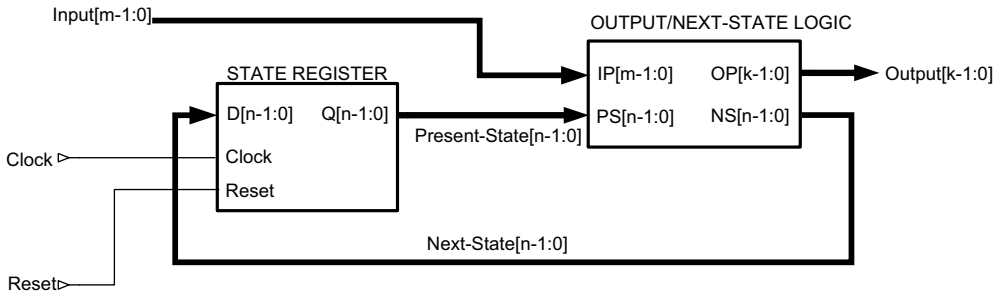 Input[m-1:0]
OUTPUT/NEXT-STATE LOGIC
STATE REGISTER
IP[m-1:0] OP[k-1:0]
Output[k-1:0]
D[n-1:0] Q[n-1:0]
PS[n-1:0] NS[n-1:0]
Present-State[n-1:0]
Clock
Clock
Reset
Next-State[n-1:0]
Reset